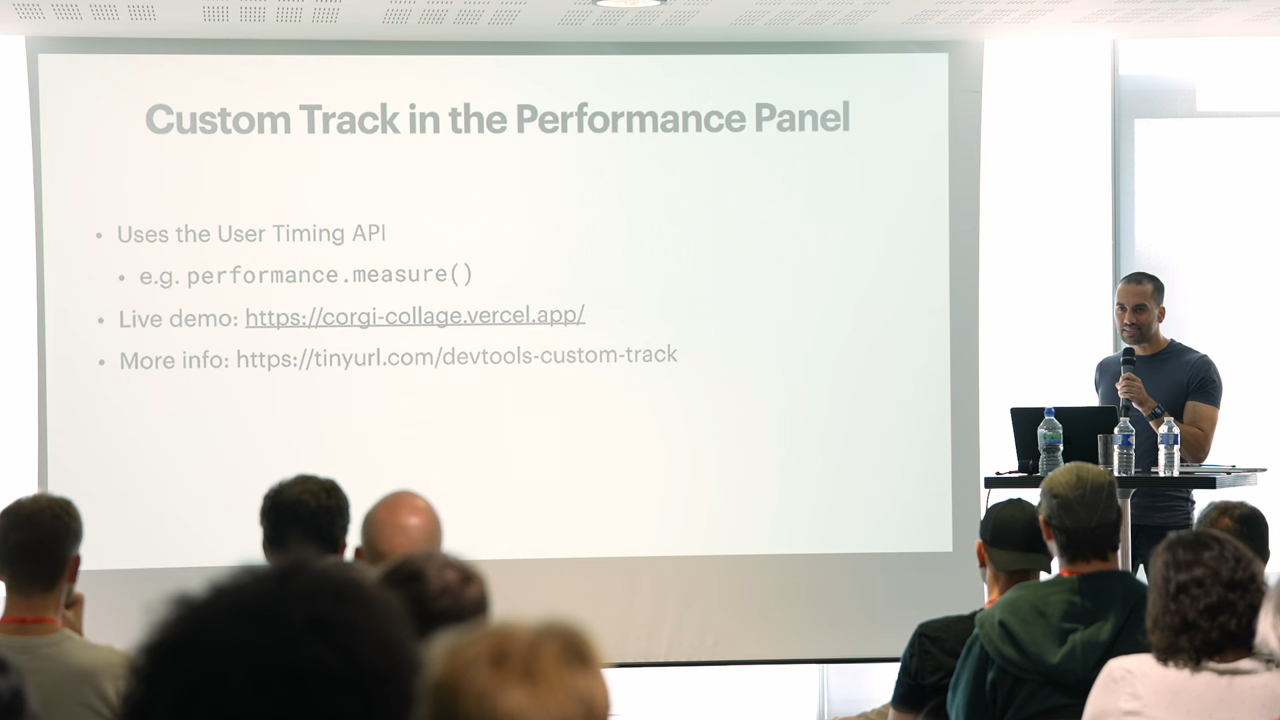 Custom Track in the Performance Panel
• Uses the User Timing API
• e.g. performance.measure()
• Live demo: https://corgi-collage.vercel.app/
• More info: https://tinyurl.com/devtools-custom-track